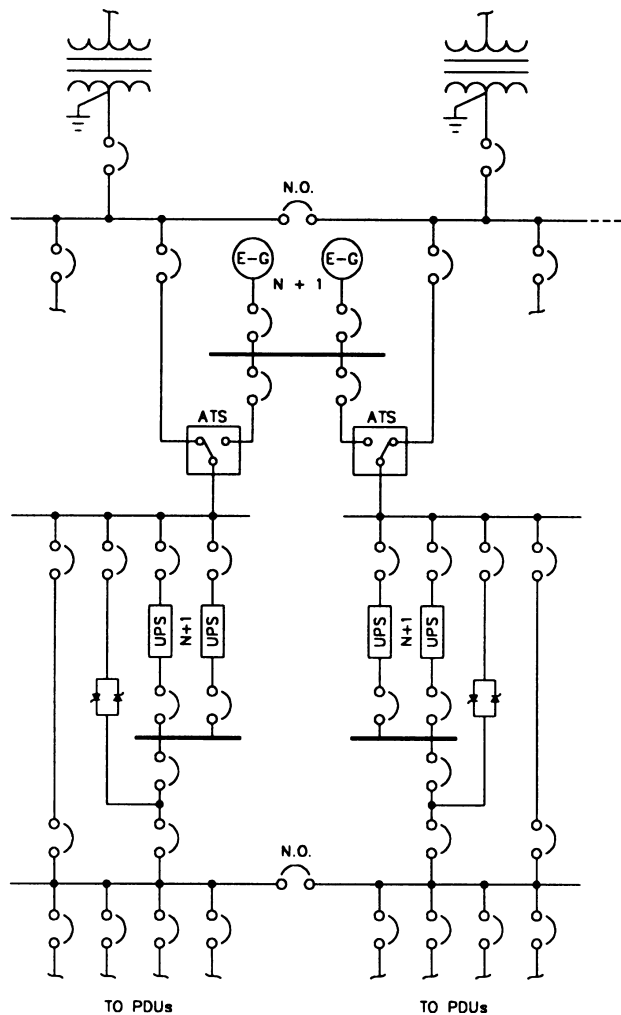 N.O.
E-G
E-G
N + 1
ATS
ATS
UPS
N+1
UPS
UPS
N+1
UPS
N.O.
TO PDUs
TO PDUs